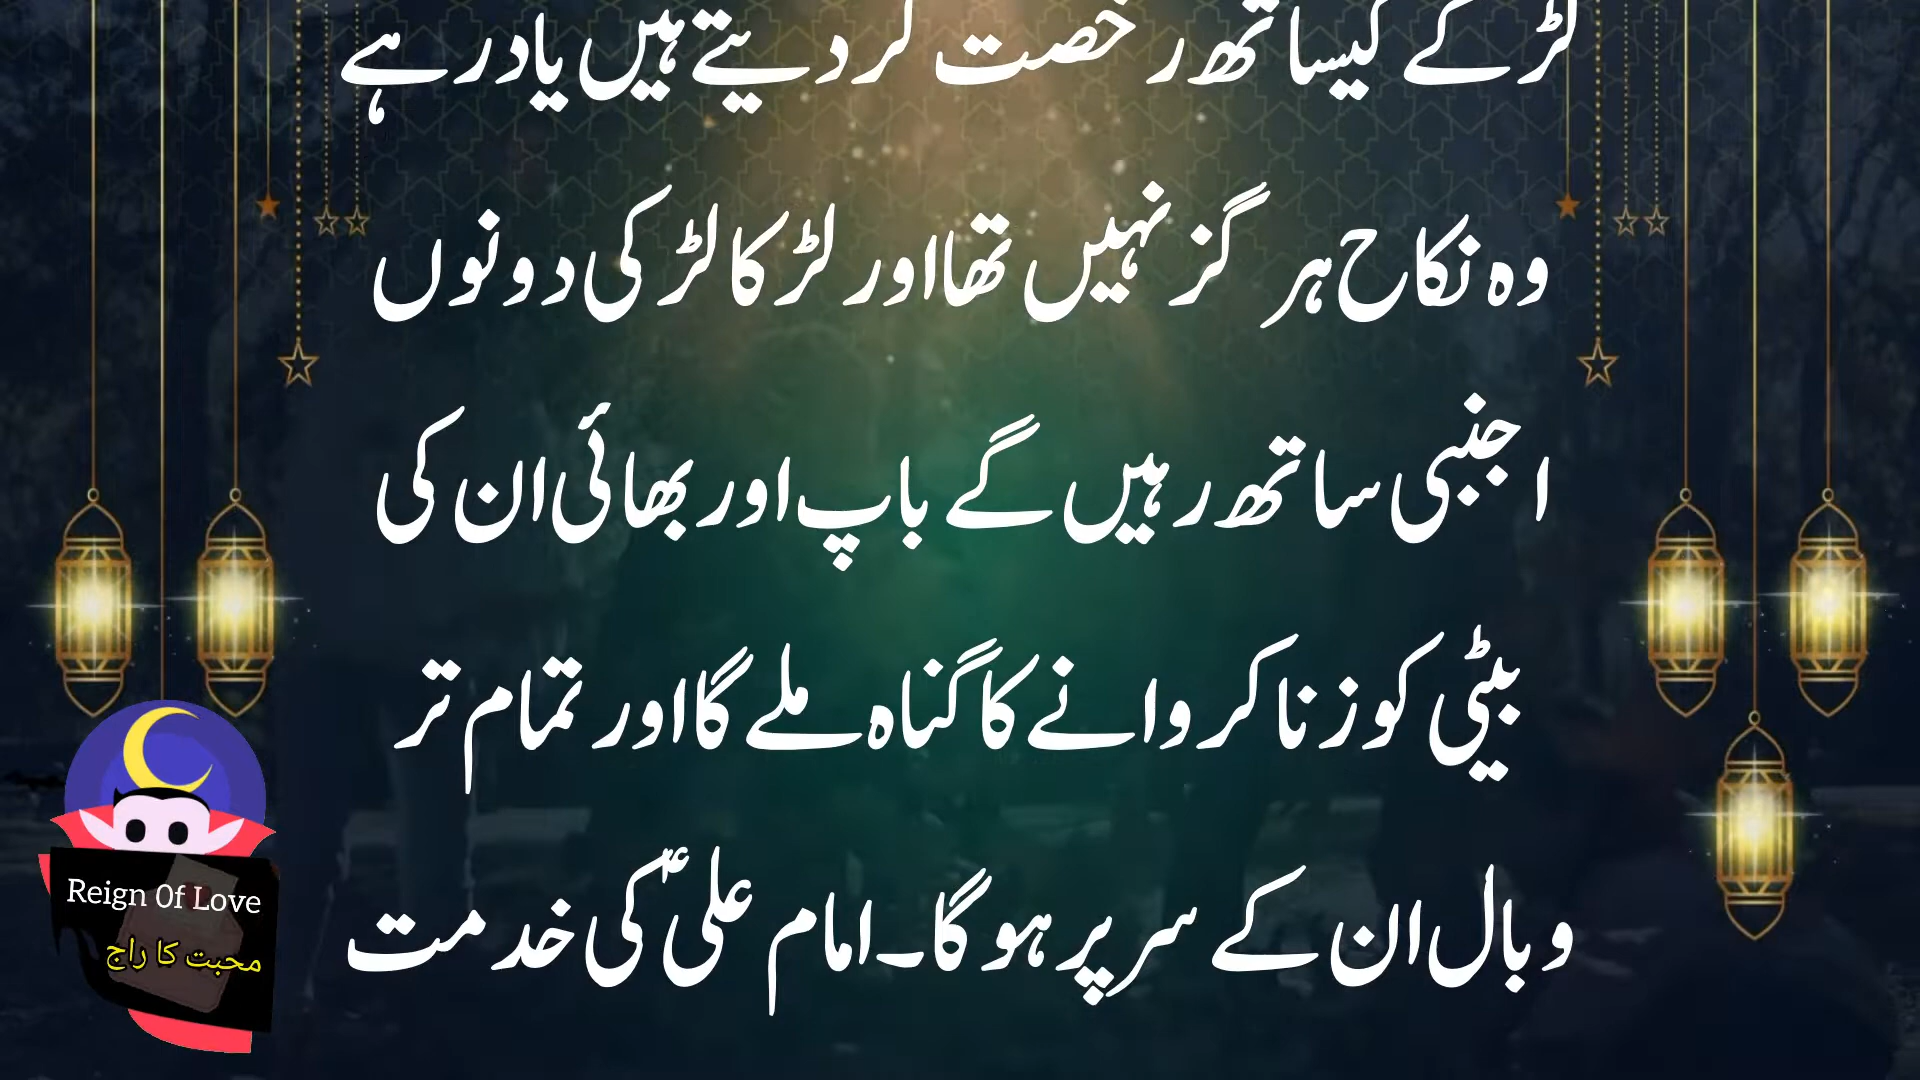 لڑکے کیساتھ رخصت کر دیتے ہیں یاد رہے
وہ نکاح ہر گز نہیں تھا اور لڑکا لڑکی دونوں
اجنبی ساتھ رہیں گے باپ اور بھائی ان کی
بیٹی کو زنا کروانے کا گناہ ملے گا اور تمام تر
وبال ان کے سر پر ہو گا۔ امام علیؑ کی خدمت
Reign Of Love
محبت کا راج